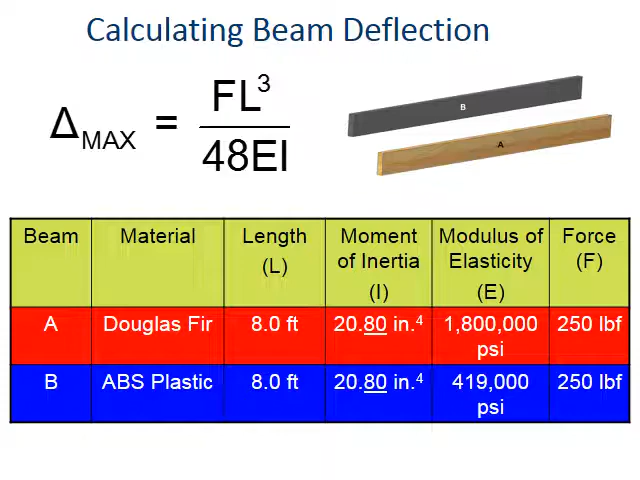 Calculating Beam Deflection
Δ_MAX = FL³ / 48EI
B
A
Beam Material Length (L) Moment of Inertia (I) Modulus of Elasticity (E) Force (F)
A Douglas Fir 8.0 ft 20.80 in.⁴ 1,800,000 psi 250 lbf
B ABS Plastic 8.0 ft 20.80 in.⁴ 419,000 psi 250 lbf